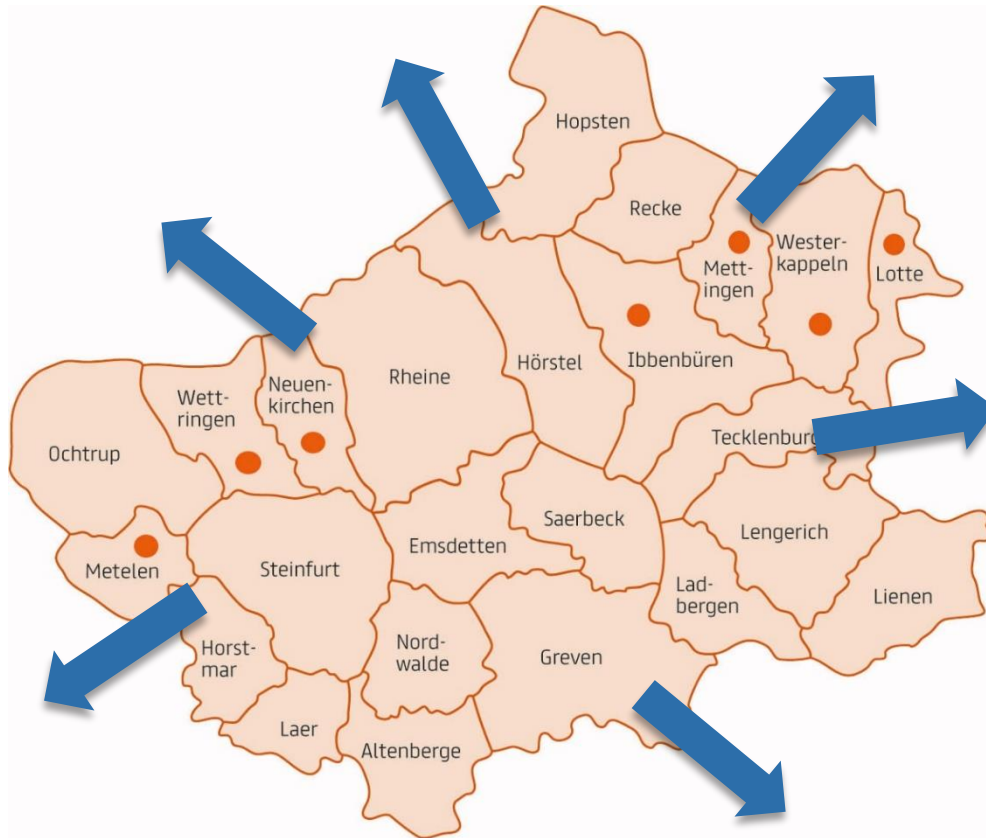 Hopsten
Recke
Wester-
kappeln
Mett-
ingen
Lotte
Ibbenbüren
Hörstel
Rheine
Neuen-
kirchen
Wett-
ringen
Ochtrup
Tecklenburg
Saerbeck
Lengerich
Emsdetten
Steinfurt
Metelen
Lad-
bergen
Lienen
Horst-
mar
Nord-
walde
Greven
Laer
Altenberge